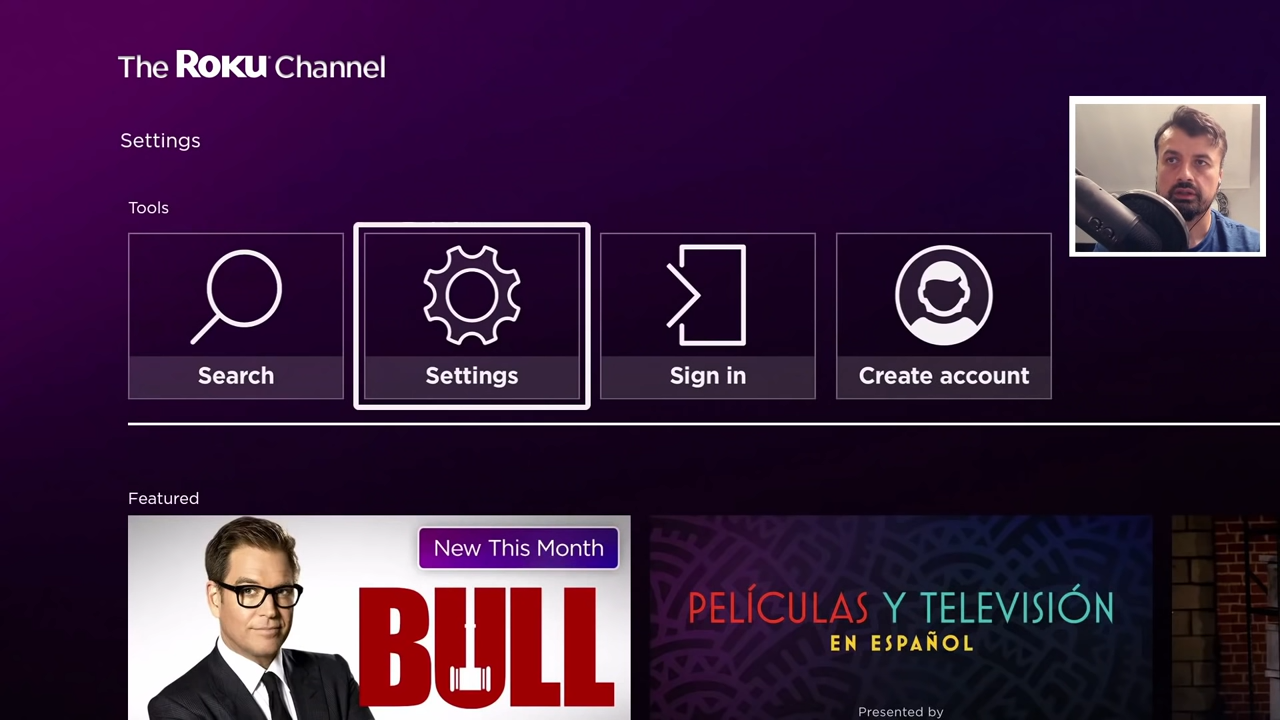 The ROKU Channel
Settings
Tools
Search
Settings
Sign in
Create account
Featured
New This Month
BULL
PELÍCULAS Y TELEVISIÓN
EN ESPAÑOL
Presented by